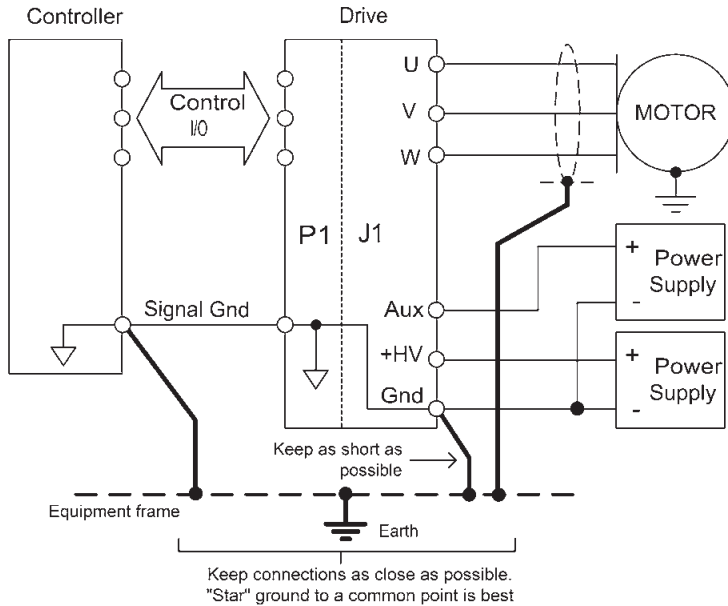 Controller
Drive
Control
I/O
U
V
W
MOTOR
P1
J1
+
Power
Supply
-
Signal Gnd
Aux
+HV
Gnd
+
Power
Supply
-
Keep as short as
possible
Equipment frame
Earth
Keep connections as close as possible.
"Star" ground to a common point is best